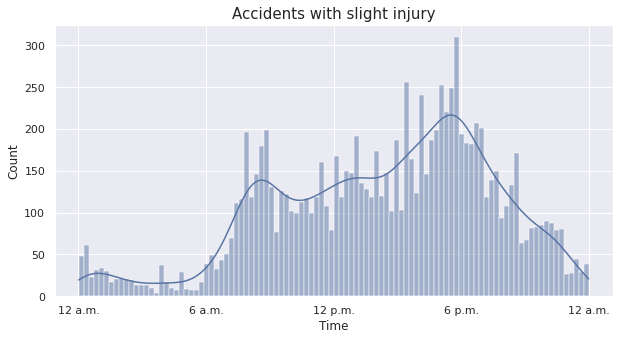 Accidents with slight injury
Count
300
250
200
150
100
50
0
12 a.m.
6 a.m.
12 p.m.
6 p.m.
12 a.m.
Time